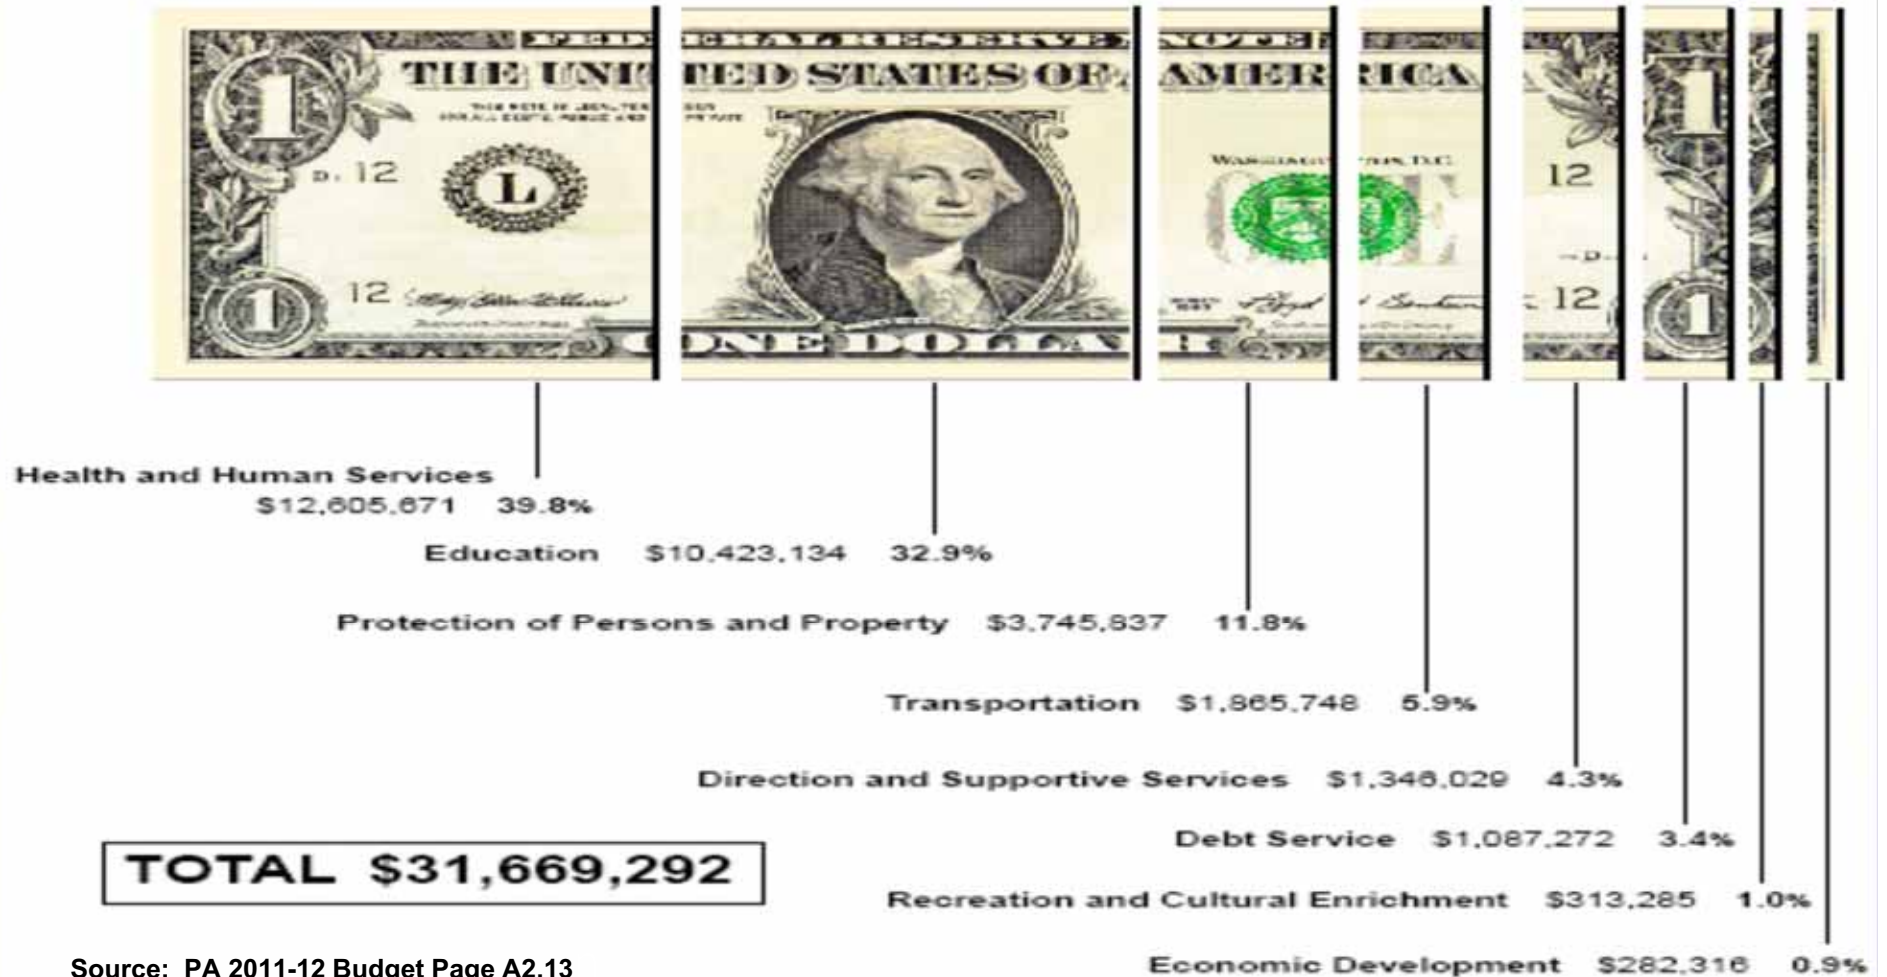 FEDERAL RESERVE NOTE
THE UNITED STATES OF AMERICA
1
1
WASHINGTON, D.C.
12
12
L
12
12
1
1
ONE DOLLAR
Health and Human Services
$12,605,671 39.8%
Education $10,423,134 32.9%
Protection of Persons and Property $3,745,837 11.8%
Transportation $1,865,748 5.9%
Direction and Supportive Services $1,346,029 4.3%
Debt Service $1,087,272 3.4%
TOTAL $31,669,292
Recreation and Cultural Enrichment $313,285 1.0%
Economic Development $282,316 0.9%
Source: PA 2011-12 Budget Page A2.13